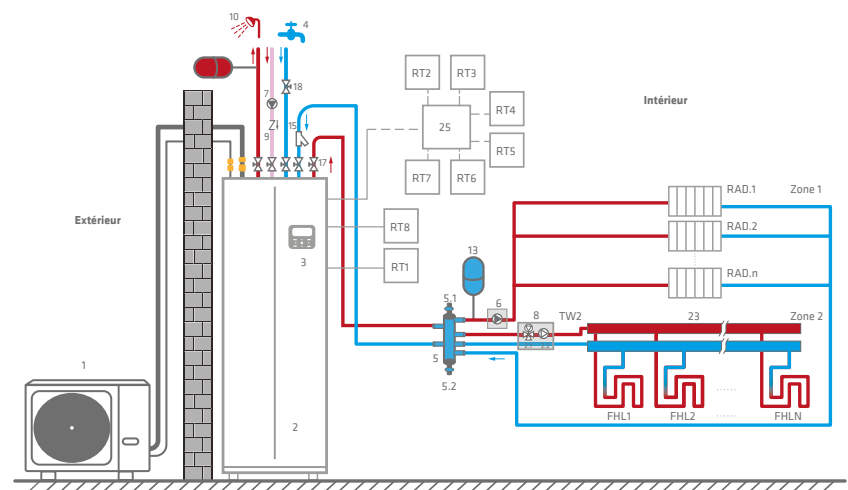 10
4
RT2
RT3
7
18
RT4
Intérieur
9
15
25
RT5
17
RT7
RT6
RAD.1
Zone 1
Extérieur
RT8
RAD.2
3
13
RT1
RAD.n
5.1
6
8
TW2
23
Zone 2
5
1
5.2
2
FHL1
FHL2
FHLN